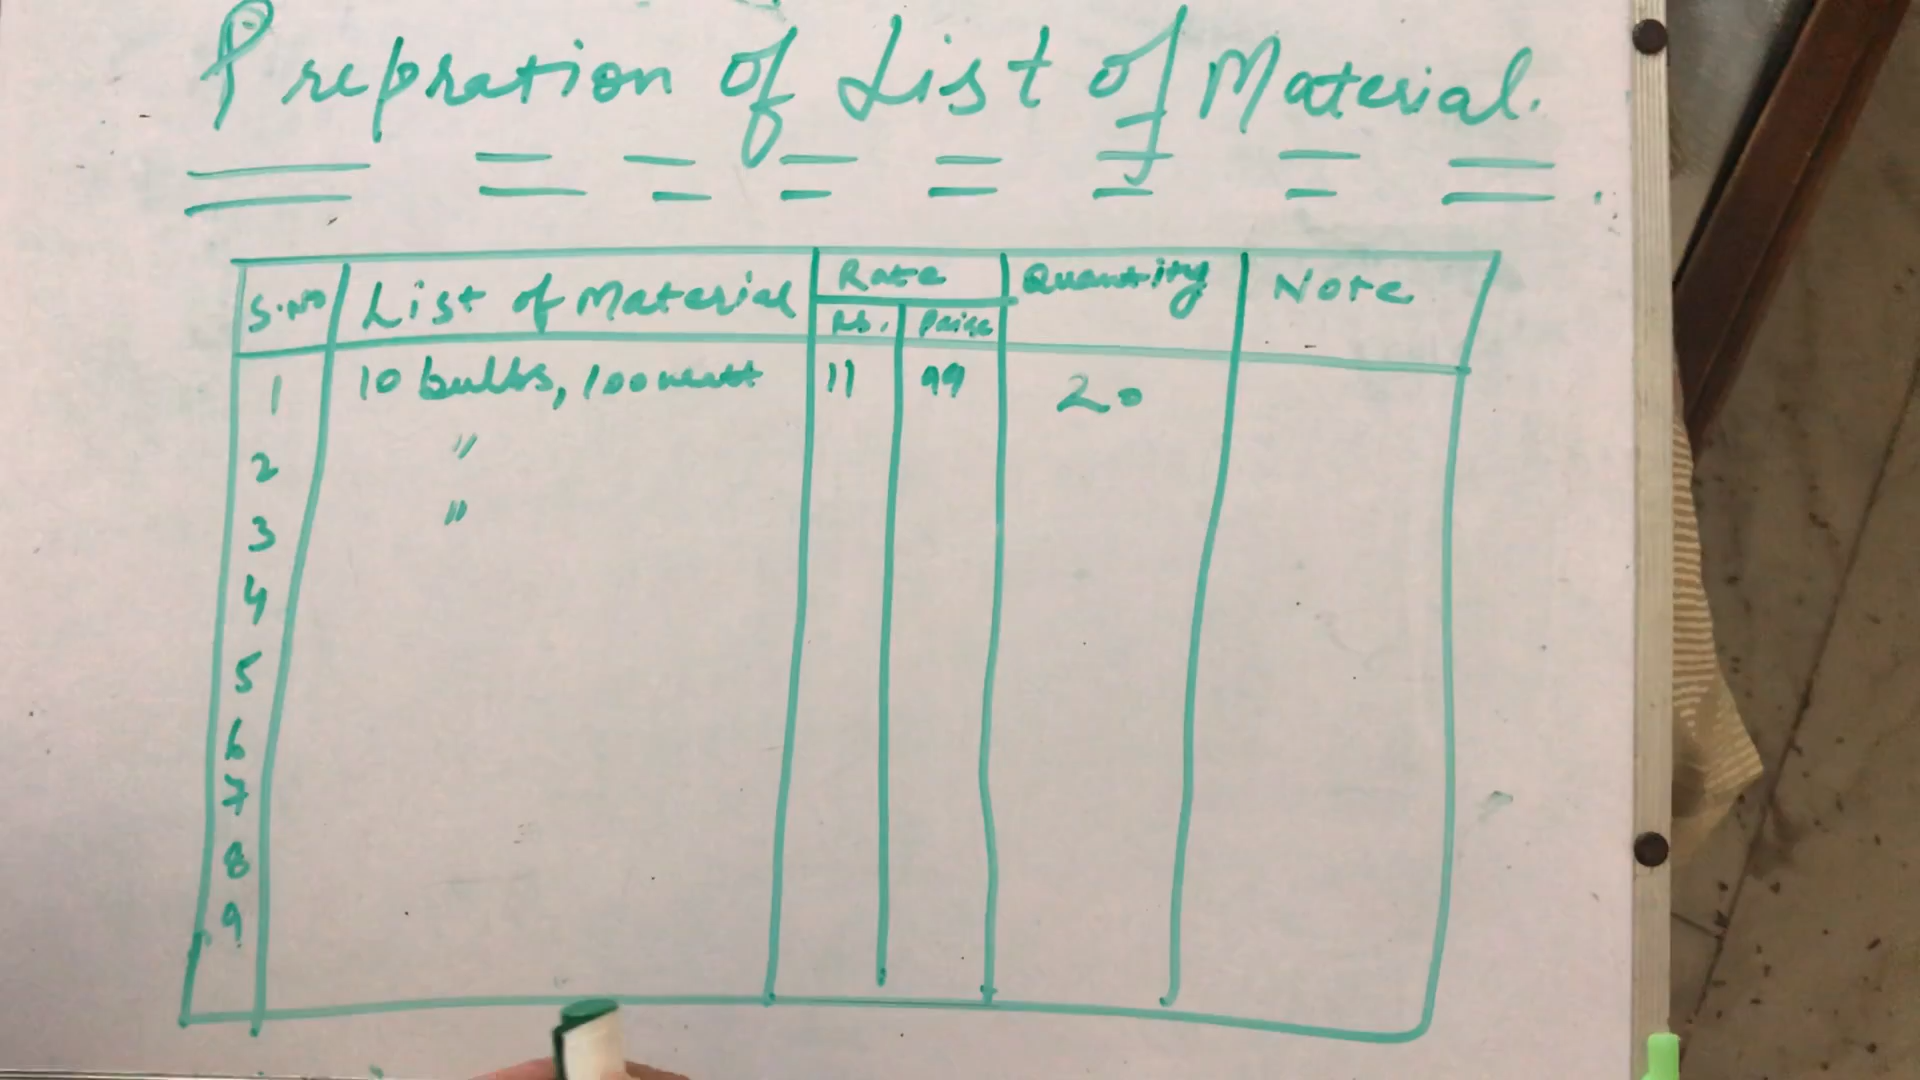 Prepration of List of Material.
S.No List of Material Rate Quantity Note
Rs. Paise
1 10 bulbs, 100 watt 11 99 20
2 "
3 "
4
5
6
7
8
9